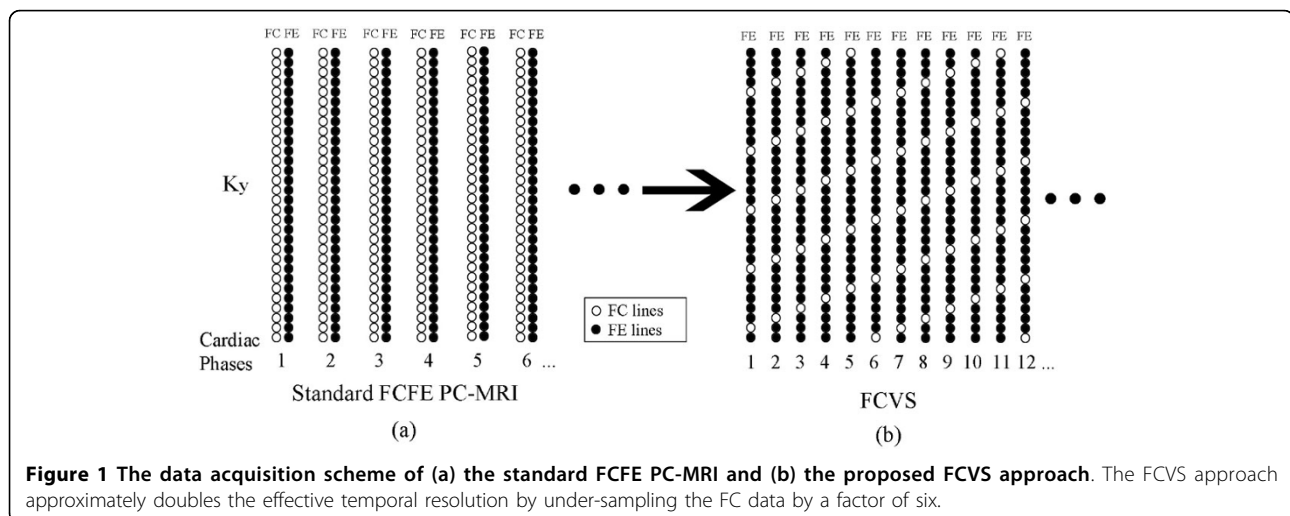 FC FE FC FE FC FE FC FE FC FE FC FE
FE FE FE FE FE FE FE FE FE FE FE FE
Ky
FC lines
FE lines
Cardiac
Phases
1 2 3 4 5 6 ...
1 2 3 4 5 6 7 8 9 10 11 12 ...
Standard FCFE PC-MRI
FCVS
(a)
(b)
Figure 1 The data acquisition scheme of (a) the standard FCFE PC-MRI and (b) the proposed FCVS approach. The FCVS approach
approximately doubles the effective temporal resolution by under-sampling the FC data by a factor of six.